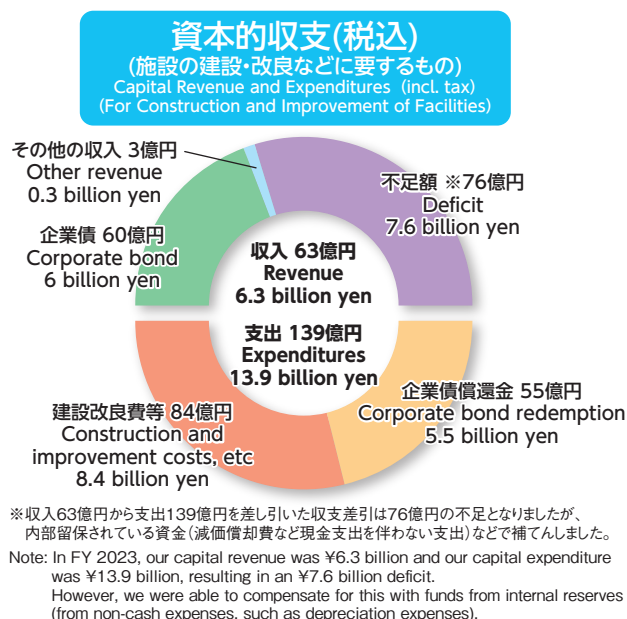 資本的収支(税込)
(施設の建設・改良などに要するもの)
Capital Revenue and Expenditures (incl. tax)
(For Construction and Improvement of Facilities)
その他の収入 3億円
Other revenue
0.3 billion yen
不足額 ※76億円
Deficit
7.6 billion yen
企業債 60億円
Corporate bond
6 billion yen
収入 63億円
Revenue
6.3 billion yen
支出 139億円
Expenditures
13.9 billion yen
建設改良費等 84億円
Construction and
improvement costs, etc
8.4 billion yen
企業債償還金 55億円
Corporate bond redemption
5.5 billion yen
※収入63億円から支出139億円を差し引いた収支差引は76億円の不足となりましたが、
内部留保されている資金(減価償却費など現金支出を伴わない支出)などで補てんしました。
Note: In FY 2023, our capital revenue was ¥6.3 billion and our capital expenditure
was ¥13.9 billion, resulting in an ¥7.6 billion deficit.
However, we were able to compensate for this with funds from internal reserves
(from non-cash expenses, such as depreciation expenses).